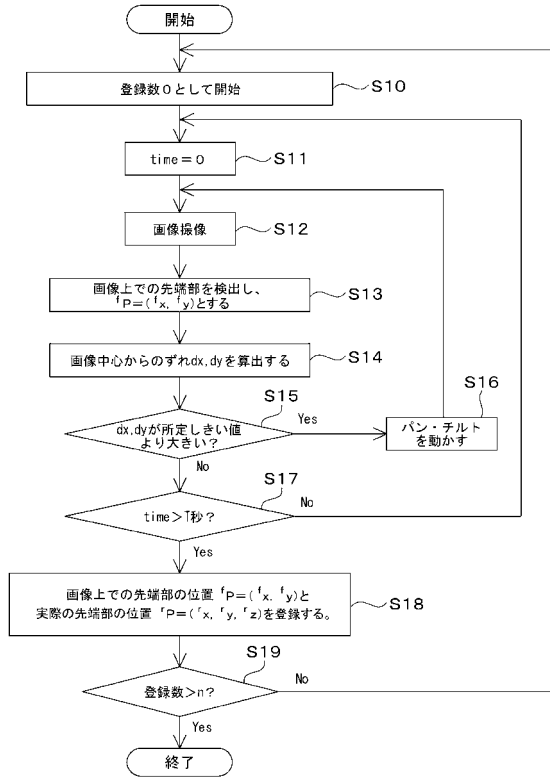 開始
登録数0として開始
S10
time=0
S11
画像撮像
S12
画像上での先端部を検出し、
fP=(fx, fy)とする
S13
画像中心からのずれdx,dyを算出する
S14
dx,dyが所定しきい値
より大きい?
S15
Yes
No
パン・チルト
を動かす
S16
time>T秒?
S17
No
Yes
画像上での先端部の位置 fP=(fx, fy)と
実際の先端部の位置 rP=(rx, ry, rz)を登録する。
S18
登録数>n?
S19
No
Yes
終了